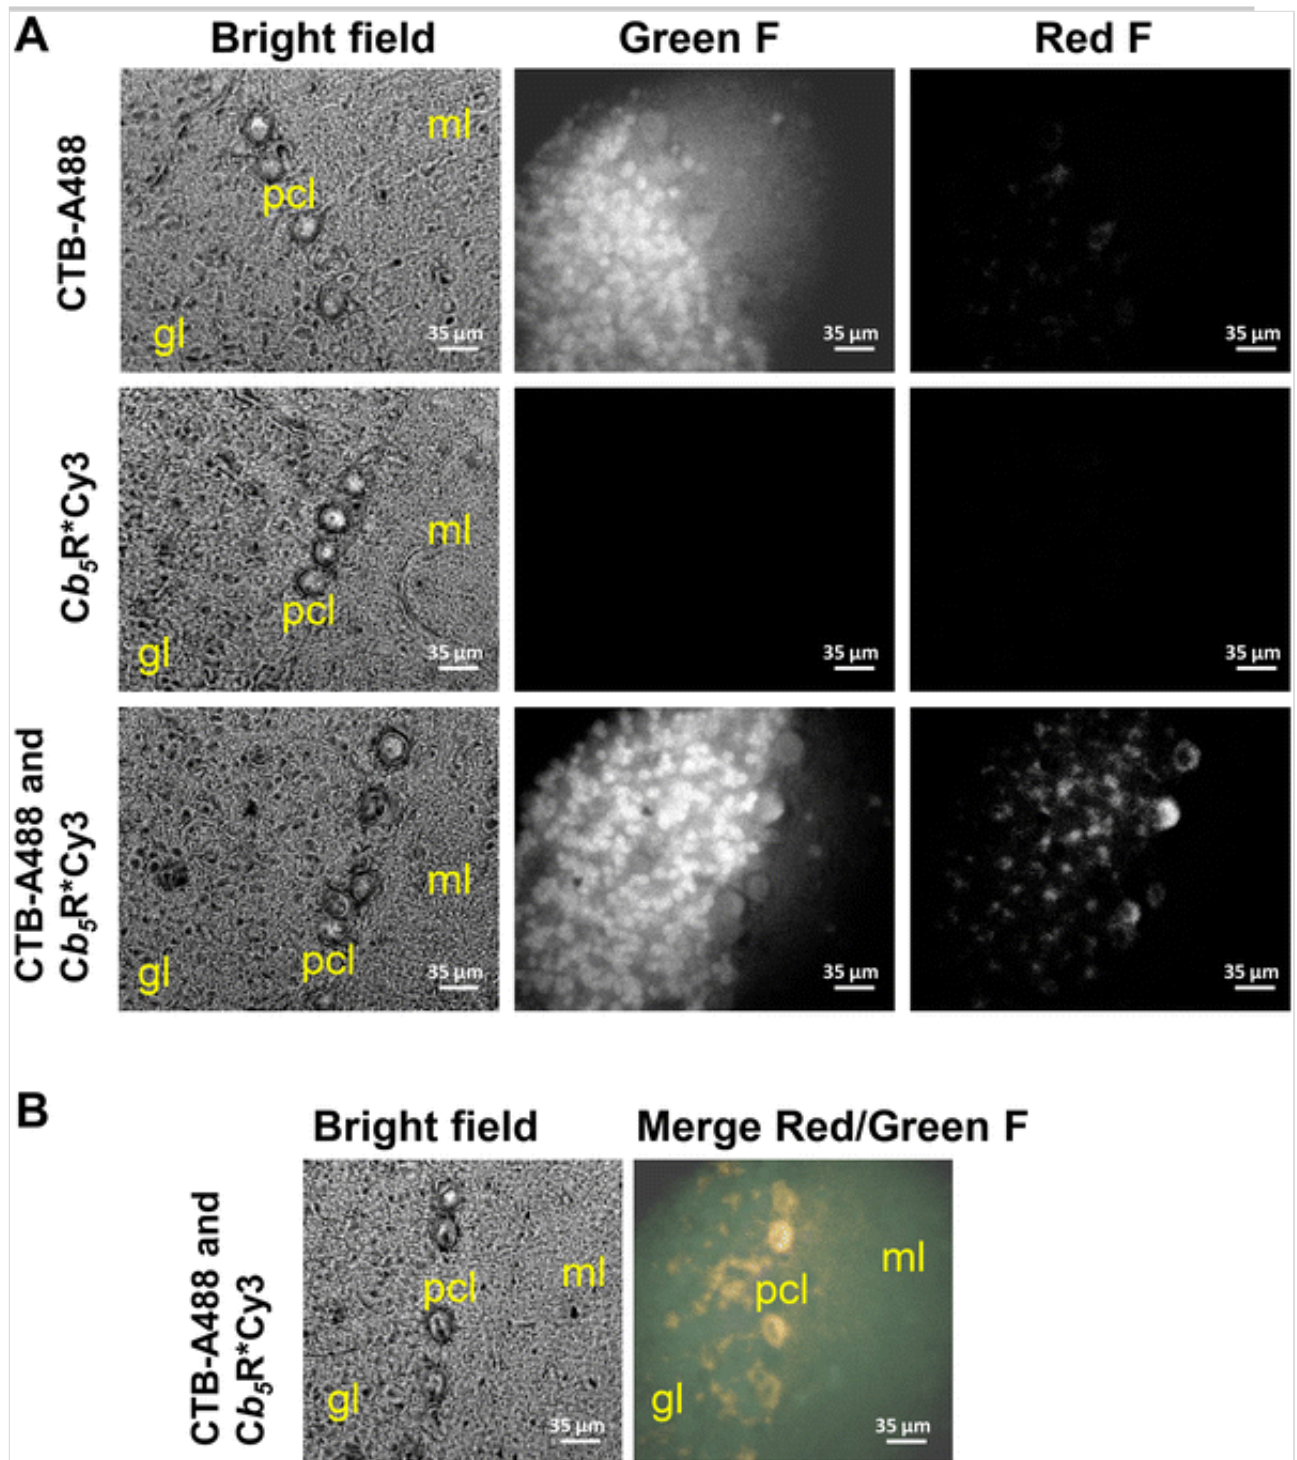 A
Bright field Green F Red F
CTB-A488
ml
pcl
gl
35 µm
35 µm
35 µm
Cb₅R*Cy3
ml
pcl
gl
35 µm
35 µm
35 µm
CTB-A488 and
Cb₅R*Cy3
ml
pcl
gl
35 µm
35 µm
35 µm
B
Bright field Merge Red/Green F
CTB-A488 and
Cb₅R*Cy3
ml
pcl
gl
35 µm
ml
pcl
gl
35 µm